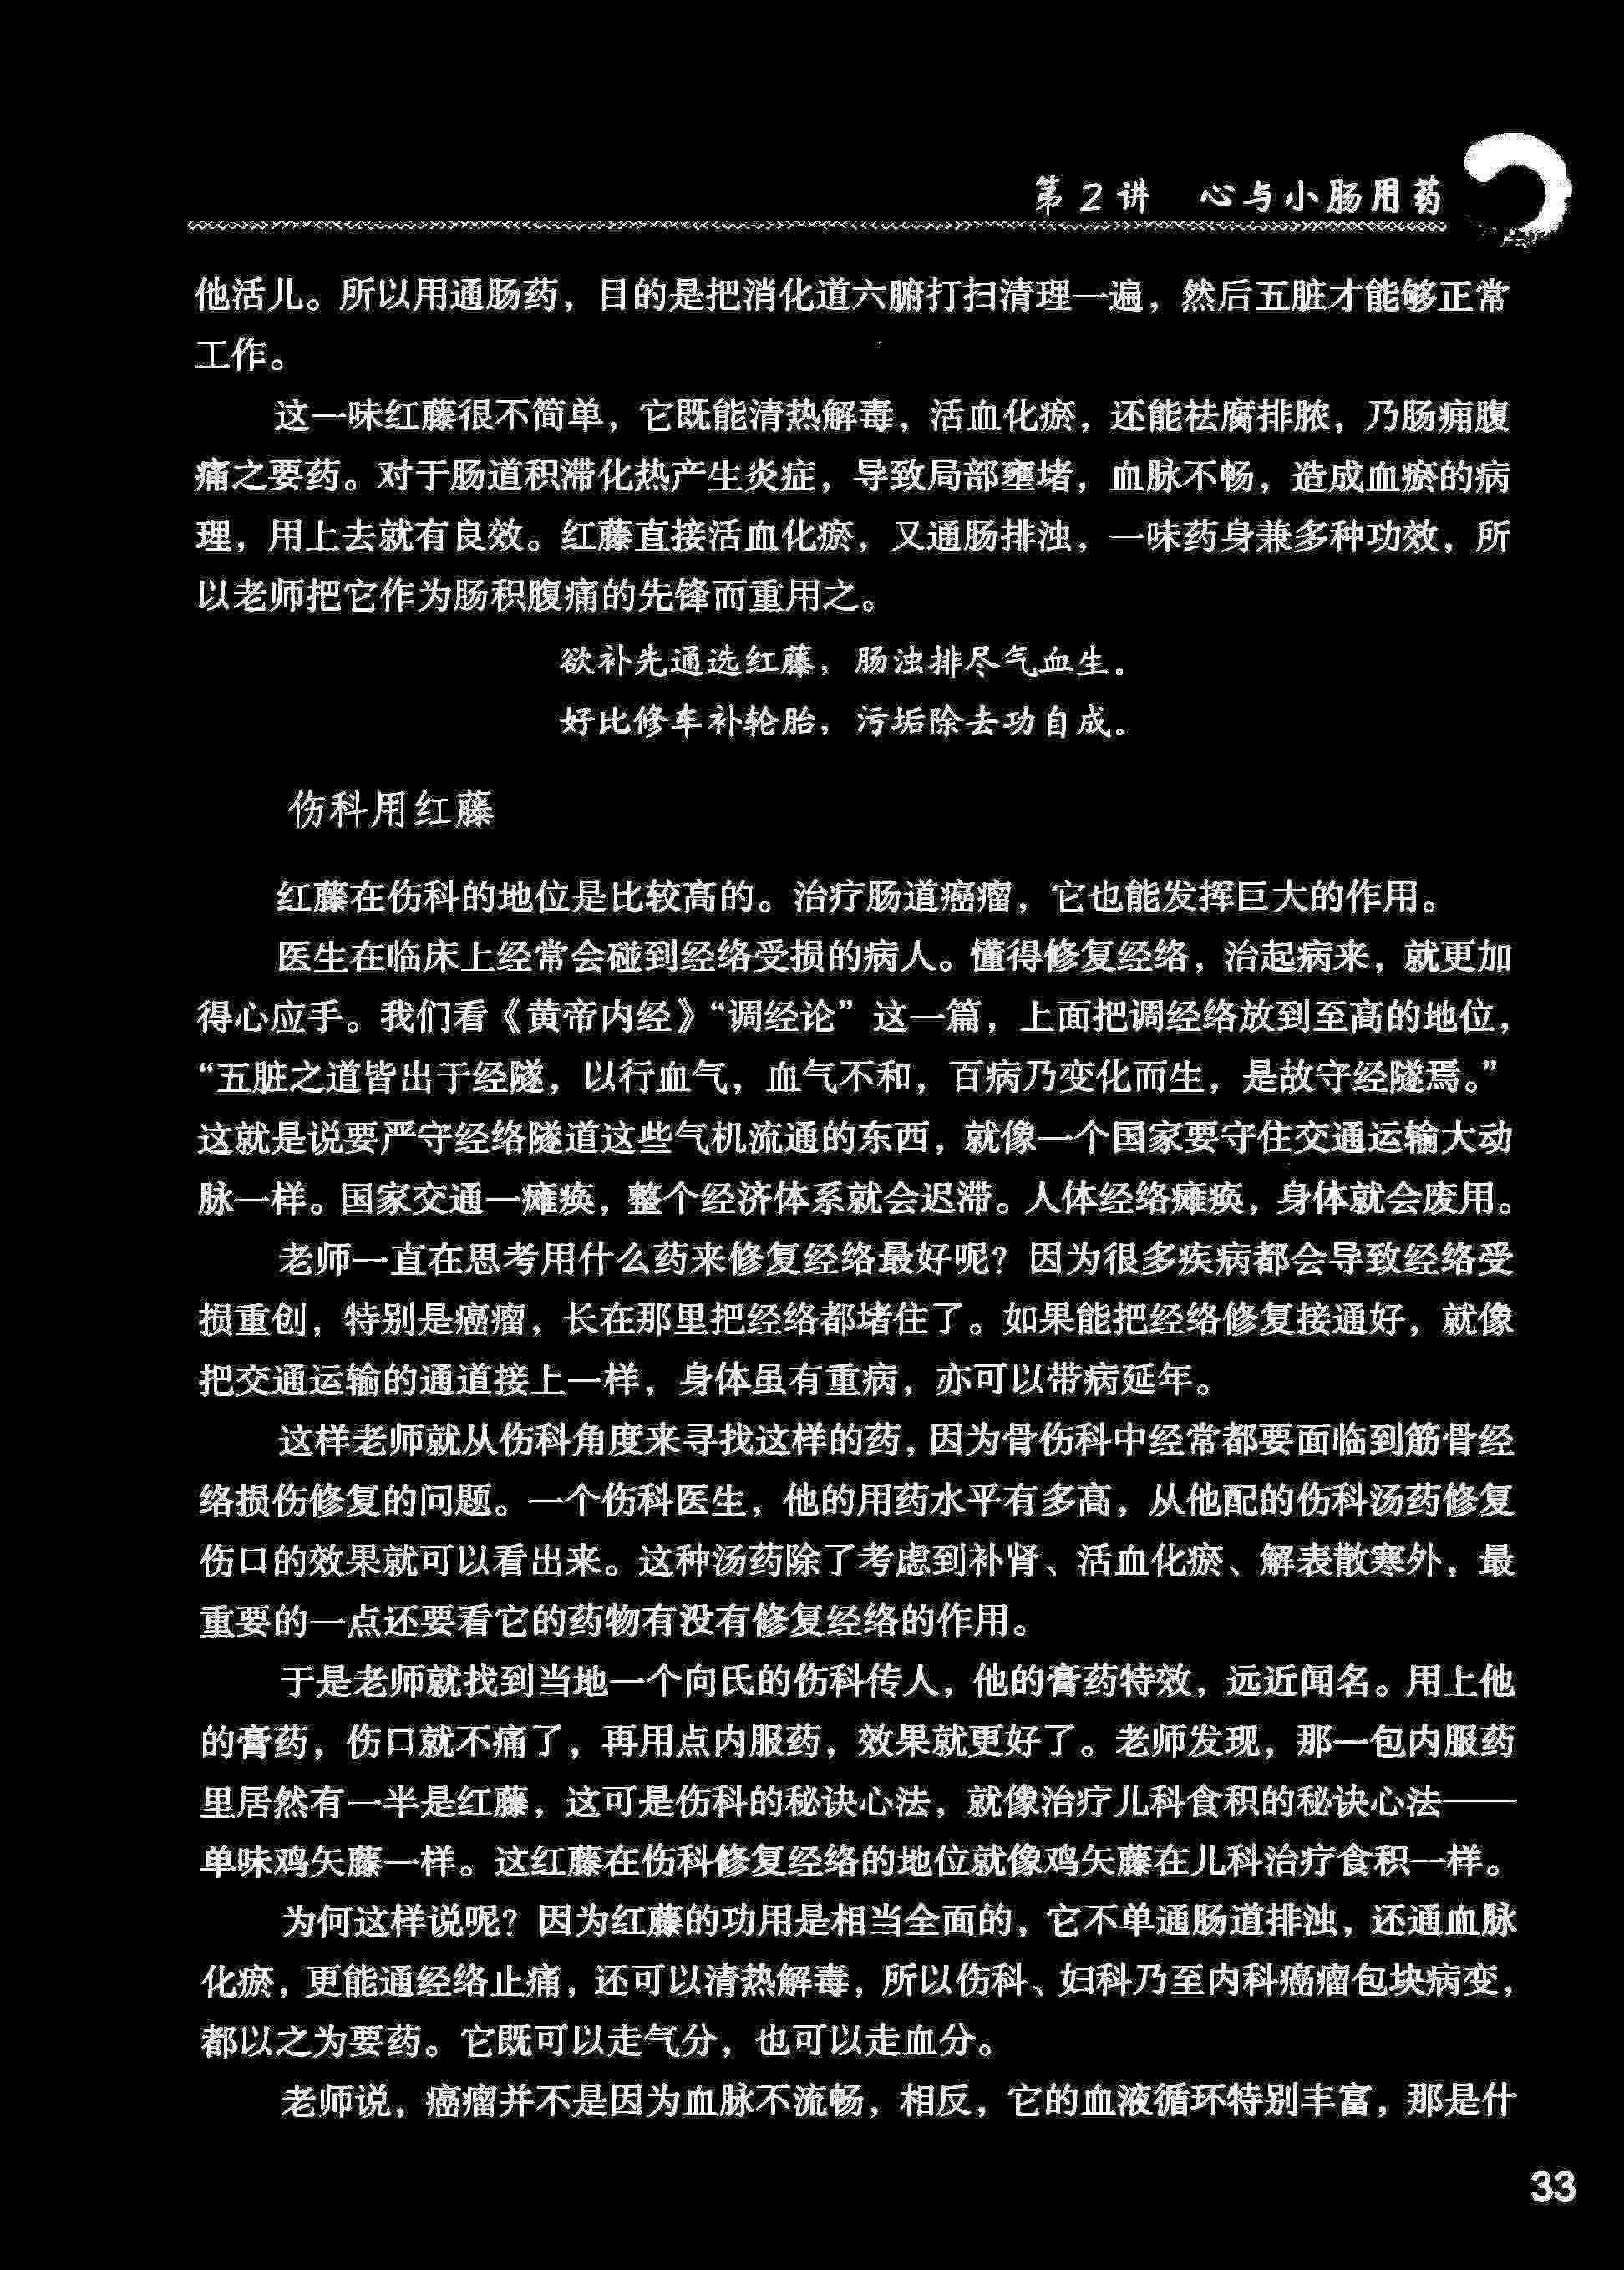 第2讲 心与小肠用药
他活儿。所以用通肠药，目的是把消化道六腑打扫清理一遍，然后五脏才能够正常
工作。
这一味红藤很不简单，它既能清热解毒，活血化瘀，还能祛腐排脓，乃肠痈腹
痛之要药。对于肠道积滞化热产生炎症，导致局部壅堵，血脉不畅，造成血瘀的病
理，用上去就有良效。红藤直接活血化瘀，又通肠排浊，一味药身兼多种功效，所
以老师把它作为肠积腹痛的先锋而重用之。
欲补先通选红藤，肠浊排尽气血生。
好比修车补轮胎，污垢除去功自成。
伤科用红藤
红藤在伤科的地位是比较高的。治疗肠道癌瘤，它也能发挥巨大的作用。
医生在临床上经常会碰到经络受损的病人。懂得修复经络，治起病来，就更加
得心应手。我们看《黄帝内经》“调经论”这一篇，上面把调经络放到至高的地位，
“五脏之道皆出于经隧，以行血气，血气不和，百病乃变化而生，是故守经隧焉。”
这就是说要严守经络隧道这些气机流通的东西，就像一个国家要守住交通运输大动
脉一样。国家交通一瘫痪，整个经济体系就会迟滞。人体经络瘫痪，身体就会废用。
老师一直在思考用什么药来修复经络最好呢？因为很多疾病都会导致经络受
损重创，特别是癌瘤，长在那里把经络都堵住了。如果能把经络修复接通好，就像
把交通运输的通道接上一样，身体虽有重病，亦可以带病延年。
这样老师就从伤科角度来寻找这样的药，因为骨伤科中经常都要面临到筋骨经
络损伤修复的问题。一个伤科医生，他的用药水平有多高，从他配的伤科汤药修复
伤口的效果就可以看出来。这种汤药除了考虑到补肾、活血化瘀、解表散寒外，最
重要的一点还要看它的药物有没有修复经络的作用。
于是老师就找到当地一个向氏的伤科传人，他的膏药特效，远近闻名。用上他
的膏药，伤口就不痛了，再用点内服药，效果就更好了。老师发现，那一包内服药
里居然有一半是红藤，这可是伤科的秘诀心法，就像治疗儿科食积的秘诀心法——
单味鸡矢藤一样。这红藤在伤科修复经络的地位就像鸡矢藤在儿科治疗食积一样。
为何这样说呢？因为红藤的功用是相当全面的，它不单通肠道排浊，还通血脉
化瘀，更能通经络止痛，还可以清热解毒，所以伤科、妇科乃至内科癌瘤包块病变，
都以之为要药。它既可以走气分，也可以走血分。
老师说，癌瘤并不是因为血脉不流畅，相反，它的血液循环特别丰富，那是什
33